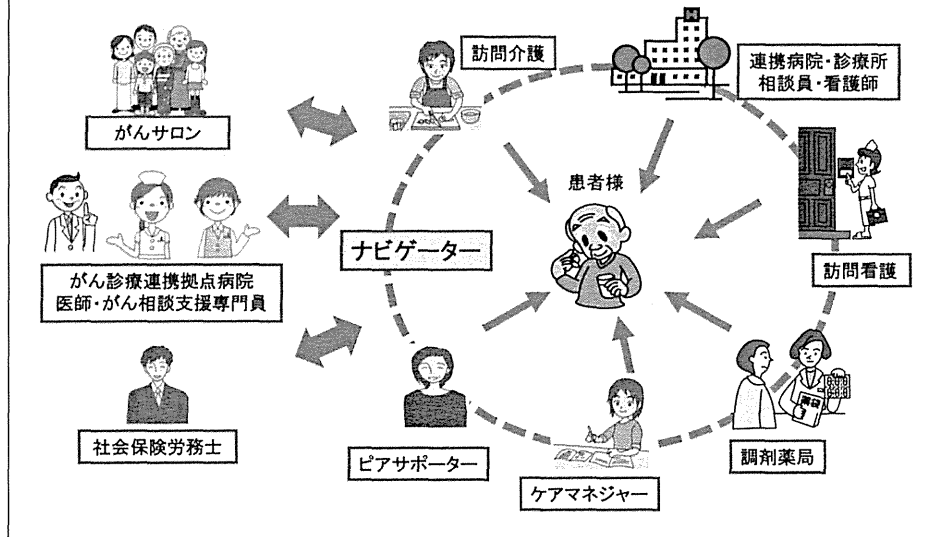 がんサロン
訪問介護
連携病院・診療所
相談員・看護師
患者様
ナビゲーター
がん診療連携拠点病院
医師・がん相談支援専門員
訪問看護
社会保険労務士
ピアサポーター
ケアマネジャー
調剤薬局
H